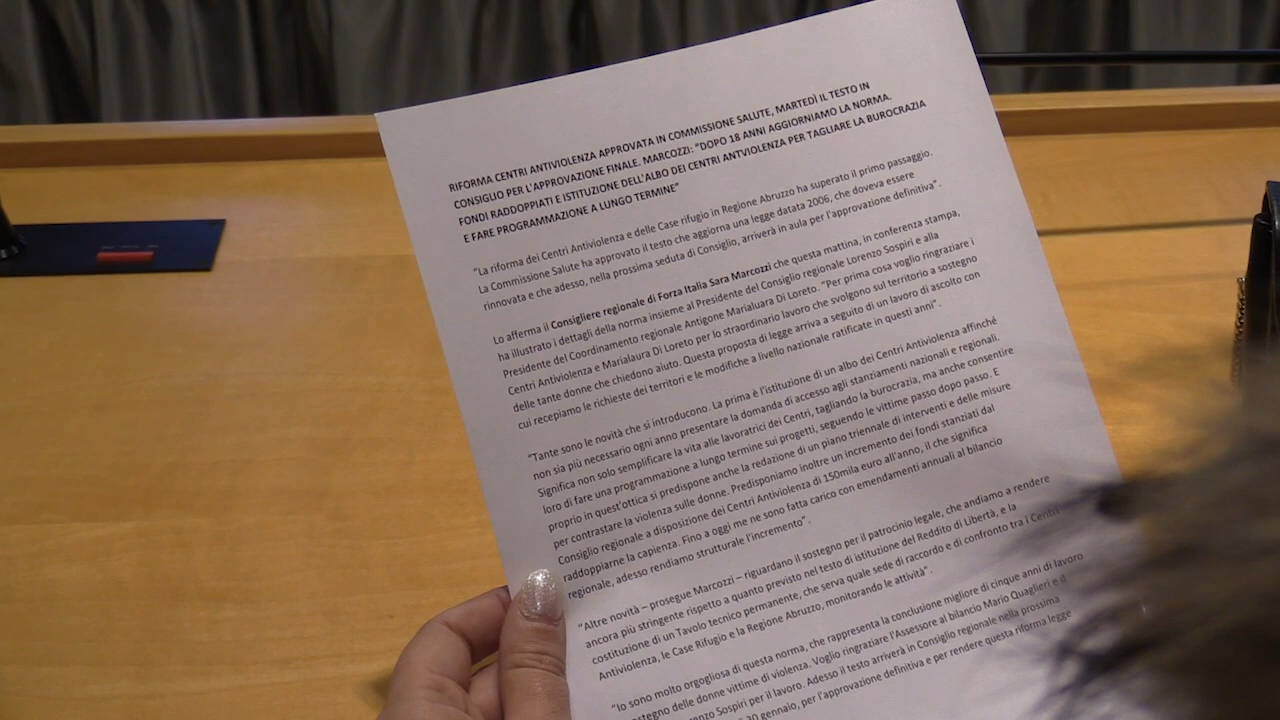 RIFORMA CENTRI ANTIVIOLENZA APPROVATA IN COMMISSIONE SALUTE, MARTEDÌ IL TESTO IN
CONSIGLIO PER L'APPROVAZIONE FINALE. MARCOZZI: "DOPO 18 ANNI AGGIORNIAMO LA NORMA.
FONDI RADDOPPIATI E ISTITUZIONE DELL'ALBO DEI CENTRI ANTVIOLENZA PER TAGLIARE LA BUROCRAZIA
E FARE PROGRAMMAZIONE A LUNGO TERMINE"
"La riforma dei Centri Antiviolenza e delle Case rifugio in Regione Abruzzo ha superato il primo passaggio.
La Commissione Salute ha approvato il testo che aggiorna una legge datata 2006, che doveva essere
rinnovata e che adesso, nella prossima seduta di Consiglio, arriverà in aula per l'approvazione definitiva".
Lo afferma il Consigliere regionale di Forza Italia Sara Marcozzi che questa mattina, in conferenza stampa,
ha illustrato i dettagli della norma insieme al Presidente del Consiglio regionale Lorenzo Sospiri e alla
Presidente del Coordinamento regionale Antigone Marialuara Di Loreto. "Per prima cosa voglio ringraziare i
Centri Antiviolenza e Marialaura Di Loreto per lo straordinario lavoro che svolgono sul territorio a sostegno
delle tante donne che chiedono aiuto. Questa proposta di legge arriva a seguito di un lavoro di ascolto con
cui recepiamo le richieste dei territori e le modifiche a livello nazionale ratificate in questi anni".
"Tante sono le novità che si introducono. La prima è l'istituzione di un albo dei Centri Antiviolenza affinché
non sia più necessario ogni anno presentare la domanda di accesso agli stanziamenti nazionali e regionali.
Significa non solo semplificare la vita alle lavoratrici dei Centri, tagliando la burocrazia, ma anche consentire
loro di fare una programmazione a lungo termine sui progetti, seguendo le vittime passo dopo passo. E
proprio in quest'ottica si predispone anche la redazione di un piano triennale di interventi e delle misure
per contrastare la violenza sulle donne. Predisponiamo inoltre un incremento dei fondi stanziati dal
Consiglio regionale a disposizione dei Centri Antiviolenza di 150mila euro all'anno, il che significa
raddoppiarne la capienza. Fino a oggi me ne sono fatta carico con emendamenti annuali al bilancio
regionale, adesso rendiamo strutturale l'incremento".
"Altre novità – prosegue Marcozzi – riguardano il sostegno per il patrocinio legale, che andiamo a rendere
ancora più stringente rispetto a quanto previsto nel testo di istituzione del Reddito di Libertà, e la
costituzione di un Tavolo tecnico permanente, che serva quale sede di raccordo e di confronto tra i Centri
Antiviolenza, le Case Rifugio e la Regione Abruzzo, monitorando le attività".
"Io sono molto orgogliosa di questa norma, che rappresenta la conclusione migliore di cinque anni di lavoro
sostegno delle donne vittime di violenza. Voglio ringraziare l'Assessore al bilancio Mario Quaglieri e il
Lorenzo Sospiri per il lavoro. Adesso il testo arriverà in Consiglio regionale nella prossima
30 gennaio, per l'approvazione definitiva e per rendere questa riforma legge